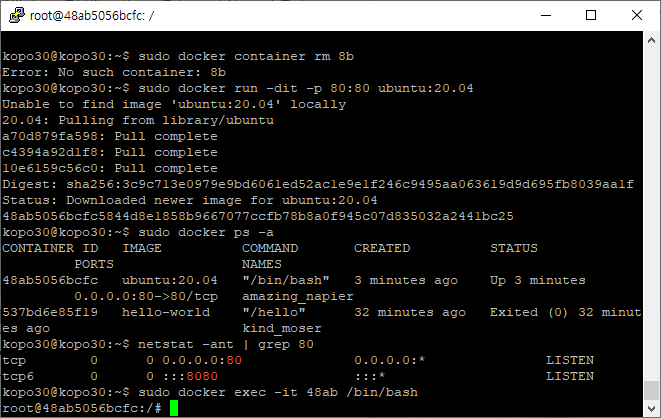 root@48ab5056bcfc: /
kopo30@kopo30:~$ sudo docker container rm 8b
Error: No such container: 8b
kopo30@kopo30:~$ sudo docker run -dit -p 80:80 ubuntu:20.04
Unable to find image 'ubuntu:20.04' locally
20.04: Pulling from library/ubuntu
a70d879fa598: Pull complete
c4394a92d1f8: Pull complete
10e6159c56c0: Pull complete
Digest: sha256:3c9c713e0979e9bd6061ed52ac1e9e1f246c9495aa063619d9d695fb8039aa1f
Status: Downloaded newer image for ubuntu:20.04
48ab5056bcfc5844d8e1858b9667077ccfb78b8a0f945c07d835032a2441bc25
kopo30@kopo30:~$ sudo docker ps -a
CONTAINER ID   IMAGE          COMMAND       CREATED          STATUS
         PORTS                NAMES
48ab5056bcfc   ubuntu:20.04   "/bin/bash"   3 minutes ago    Up 3 minutes
         0.0.0.0:80->80/tcp   amazing_napier
537bd6e85f19   hello-world    "/hello"      32 minutes ago   Exited (0) 32 minut
es ago                        kind_moser
kopo30@kopo30:~$ netstat -ant | grep 80
tcp        0      0 0.0.0.0:80              0.0.0.0:*               LISTEN
tcp6       0      0 :::8080                 :::*                    LISTEN
kopo30@kopo30:~$ sudo docker exec -it 48ab /bin/bash
root@48ab5056bcfc:/#